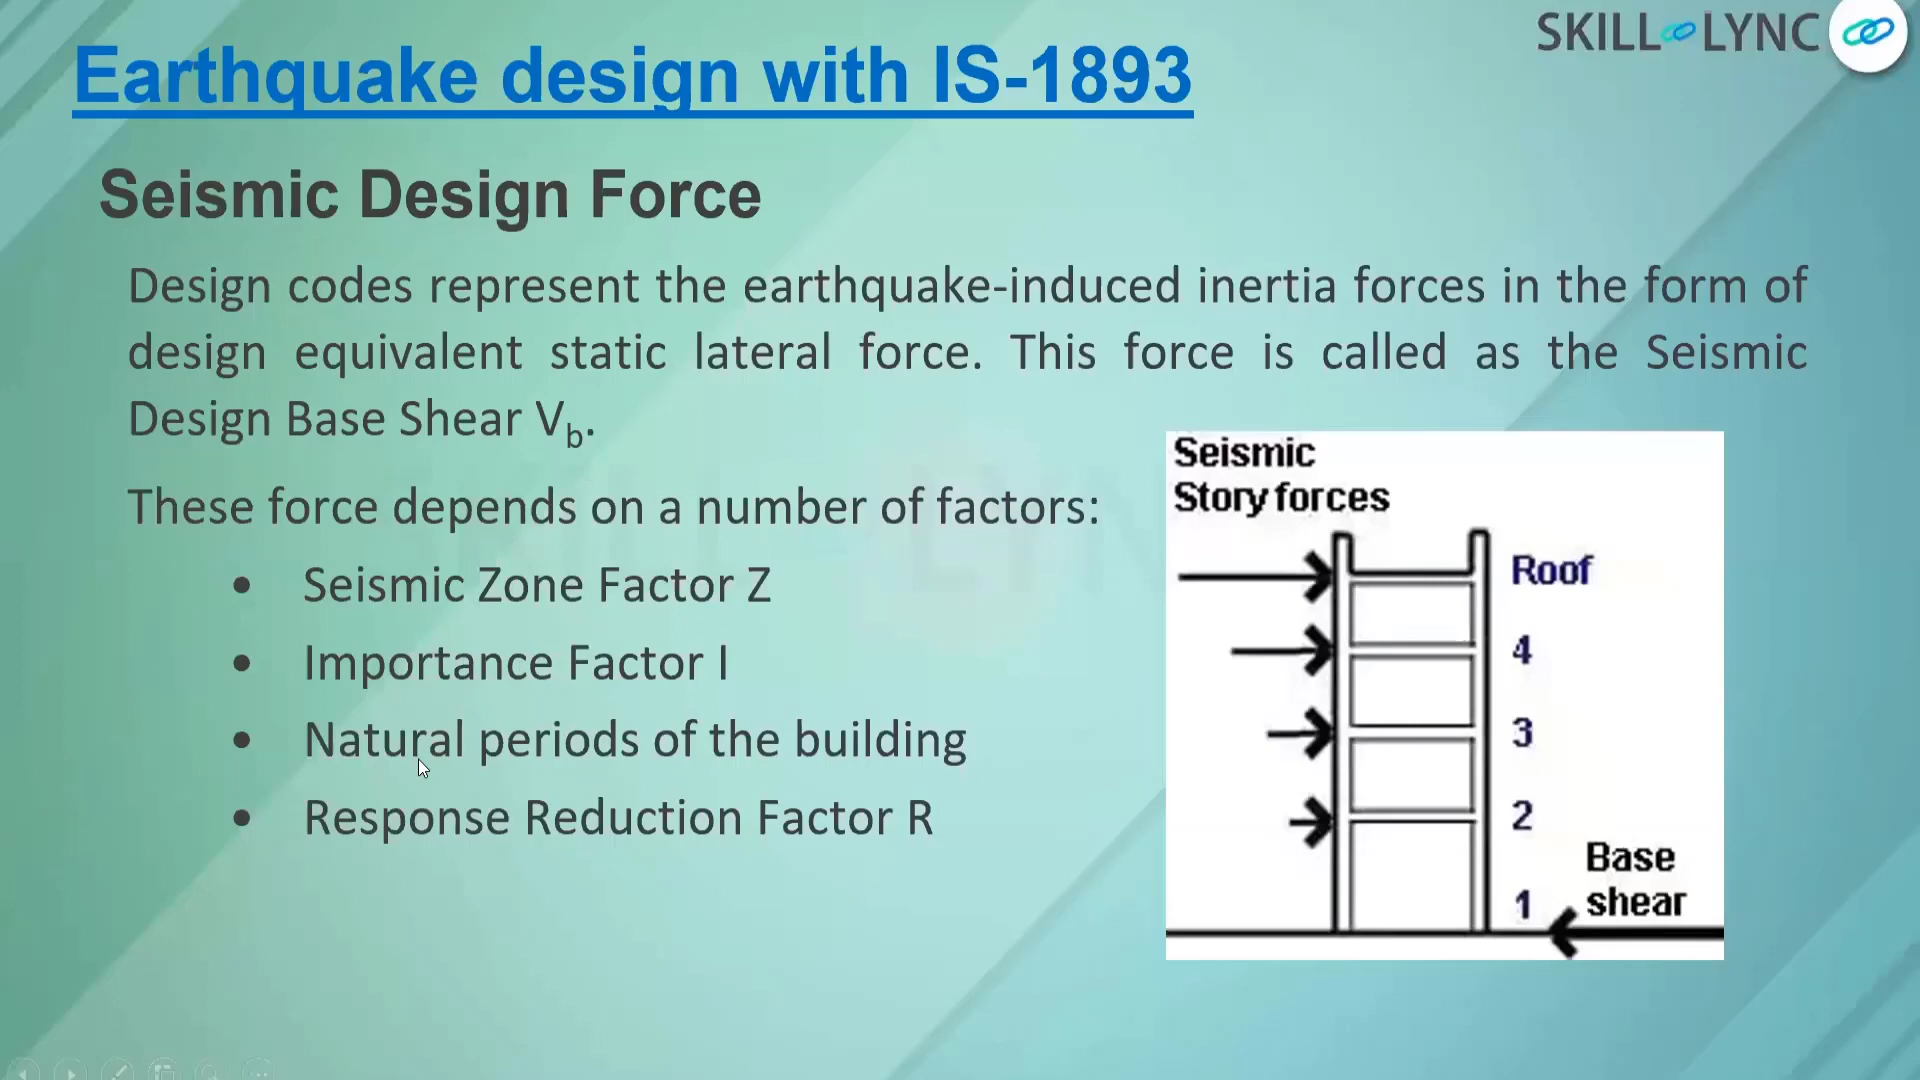 SKILL LYNC
Earthquake design with IS-1893
Seismic Design Force
Design codes represent the earthquake-induced inertia forces in the form of
design equivalent static lateral force. This force is called as the Seismic
Design Base Shear Vb.
These force depends on a number of factors:
• Seismic Zone Factor Z
• Importance Factor I
• Natural periods of the building
• Response Reduction Factor R
Seismic
Story forces
Roof
4
3
2
1
Base
shear